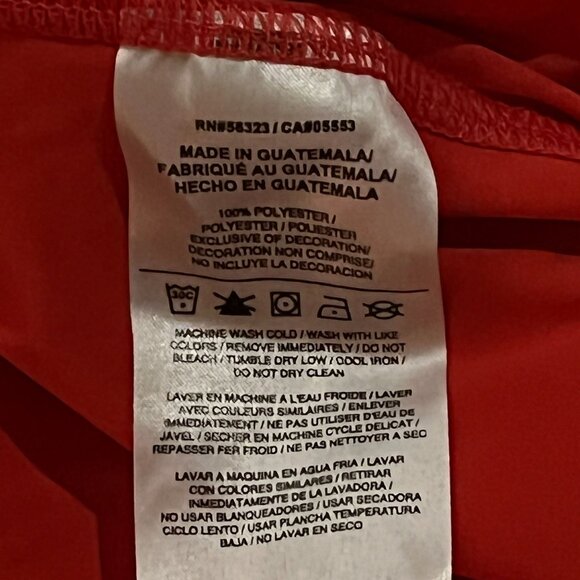 RN#56323 / CA#05553
MADE IN GUATEMALA/
FABRIQUÉ AU GUATEMALA/
HECHO EN GUATEMALA
100% POLYESTER /
POLYESTER / POLIESTER
EXCLUSIVE OF DECORATION/
DECORATION NON COMPRISE/
NO INCLUYE LA DECORACION
30C
MACHINE WASH COLD / WASH WITH LIKE
COLORS / REMOVE IMMEDIATELY / DO NOT
BLEACH / TUMBLE DRY LOW / COOL IRON /
DO NOT DRY CLEAN
LAVER EN MACHINE A L'EAU FROIDE / LAVER
AVEC COULEURS SIMILAIRES / ENLEVER
IMMEDIATEMENT / NE PAS UTILISER D'EAU DE
JAVEL / SECHER EN MACHINE CYCLE DELICAT /
REPASSER FER FROID / NE PAS NETTOYER A SEC
LAVAR A MAQUINA EN AGUA FRIA / LAVAR
CON COLORES SIMILARES / RETIRAR
INMEDIATAMENTE DE LA LAVADORA /
NO USAR BLANQUEADORES / USAR SECADORA
CICLO LENTO / USAR PLANCHA TEMPERATURA
BAJA / NO LAVAR EN SECO